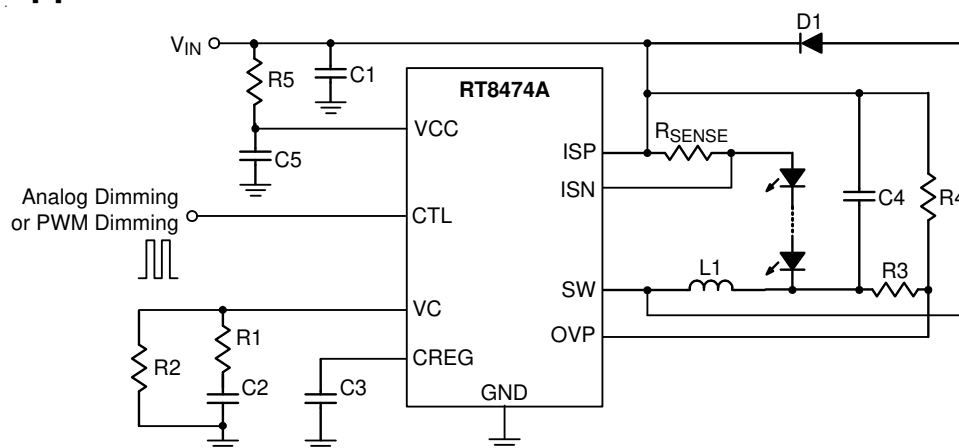 D1
VIN
R5
C1
RT8474A
VCC
RSENSE
ISP
C5
ISN
Analog Dimming
or PWM Dimming
CTL
C4
R4
L1
R3
SW
VC
OVP
R1
R2
CREG
C2
C3
GND